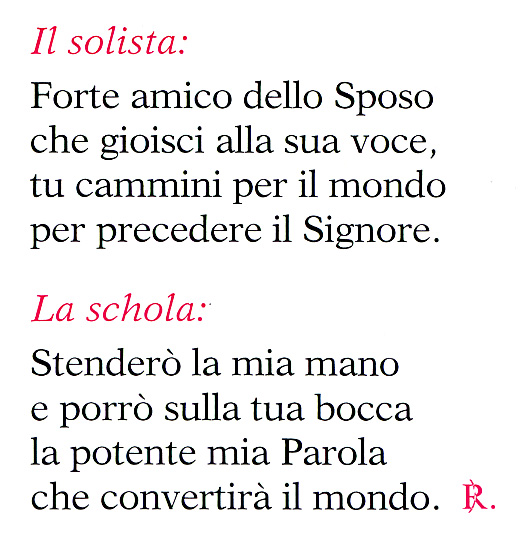 Il solista:
Forte amico dello Sposo
che gioisci alla sua voce,
tu cammini per il mondo
per precedere il Signore.
La schola:
Stenderò la mia mano
e porrò sulla tua bocca
la potente mia Parola
che convertirà il mondo. ℟.